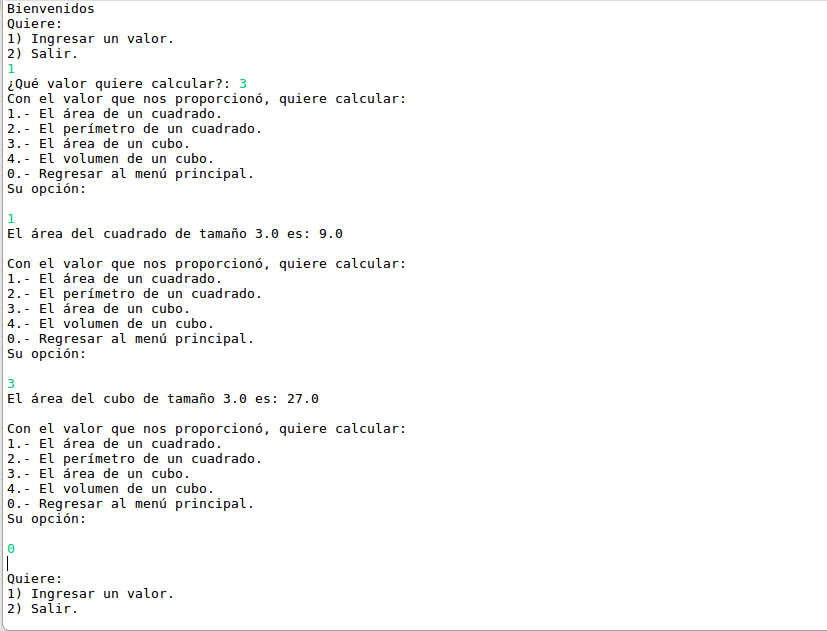 Bienvenidos
Quiere:
1) Ingresar un valor.
2) Salir.
1
¿Qué valor quiere calcular?: 3
Con el valor que nos proporcionó, quiere calcular:
1.- El área de un cuadrado.
2.- El perímetro de un cuadrado.
3.- El área de un cubo.
4.- El volumen de un cubo.
0.- Regresar al menú principal.
Su opción:
1
El área del cuadrado de tamaño 3.0 es: 9.0
Con el valor que nos proporcionó, quiere calcular:
1.- El área de un cuadrado.
2.- El perímetro de un cuadrado.
3.- El área de un cubo.
4.- El volumen de un cubo.
0.- Regresar al menú principal.
Su opción:
3
El área del cubo de tamaño 3.0 es: 27.0
Con el valor que nos proporcionó, quiere calcular:
1.- El área de un cuadrado.
2.- El perímetro de un cuadrado.
3.- El área de un cubo.
4.- El volumen de un cubo.
0.- Regresar al menú principal.
Su opción:
0
Quiere:
1) Ingresar un valor.
2) Salir.